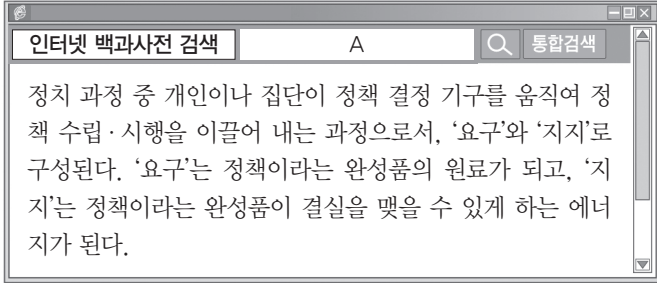 인터넷 백과사전 검색 A 통합검색
정치 과정 중 개인이나 집단이 정책 결정 기구를 움직여 정
책 수립·시행을 이끌어 내는 과정으로서, ‘요구’와 ‘지지’로
구성된다. ‘요구’는 정책이라는 완성품의 원료가 되고, ‘지
지’는 정책이라는 완성품이 결실을 맺을 수 있게 하는 에너
지가 된다.